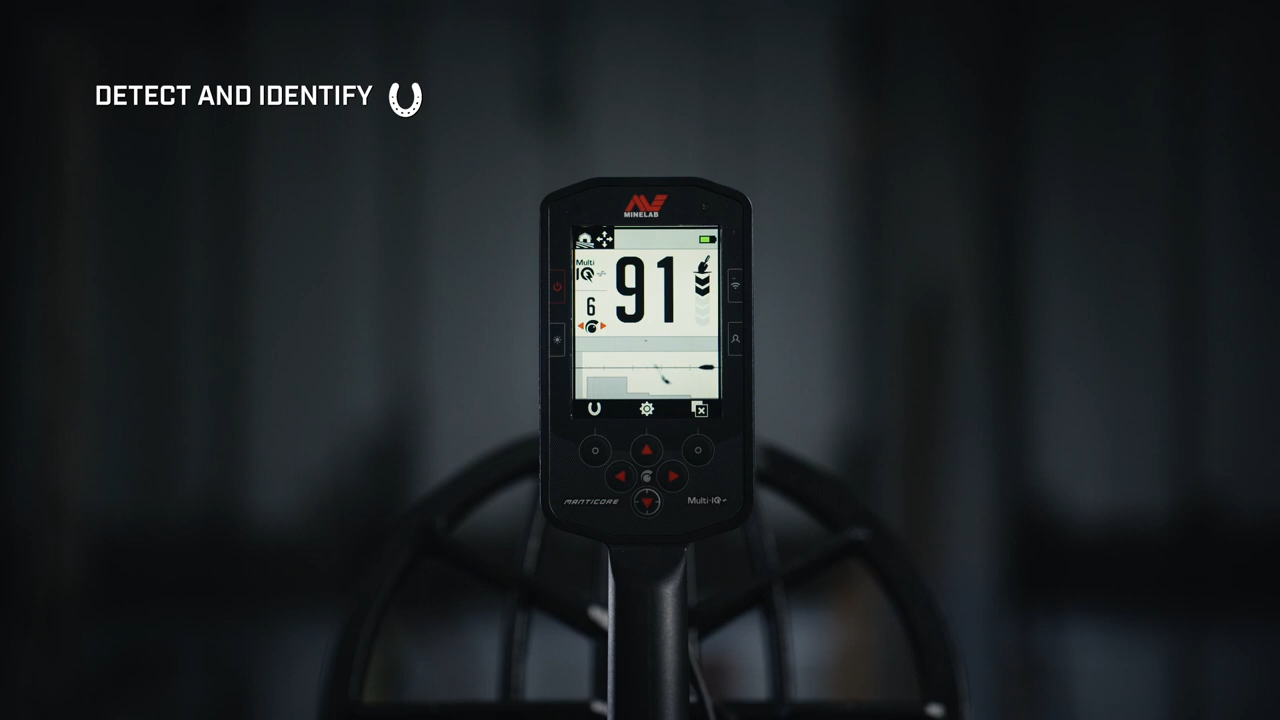 DETECT AND IDENTIFY
MINELAB
Multi
IQ
91
6
MANTICORE
Multi-IQ+